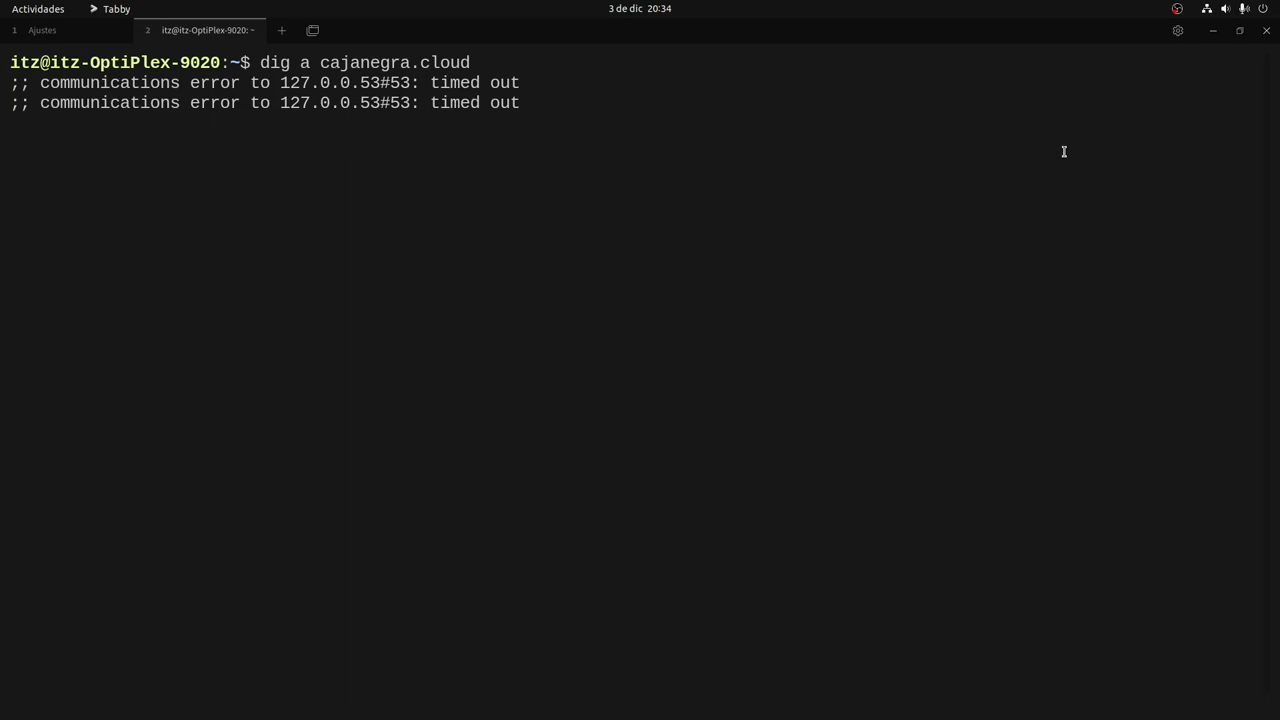 Actividades
Tabby
3 de dic 20:34
1 Ajustes
2 itz@itz-OptiPlex-9020: ~
itz@itz-OptiPlex-9020:~$ dig a cajanegra.cloud
;; communications error to 127.0.0.53#53: timed out
;; communications error to 127.0.0.53#53: timed out